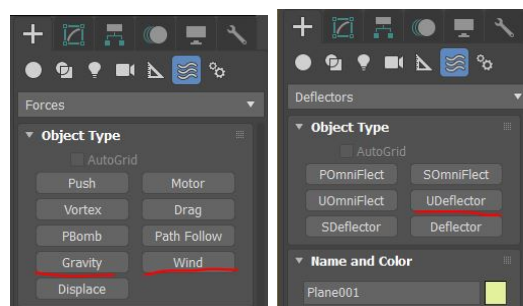 Forces
Object Type
AutoGrid
Push Motor
Vortex Drag
PBomb Path Follow
Gravity Wind
Displace
Deflectors
Object Type
AutoGrid
POmniFlect SOmniFlect
UOmniFlect UDeflector
SDeflector Deflector
Name and Color
Plane001